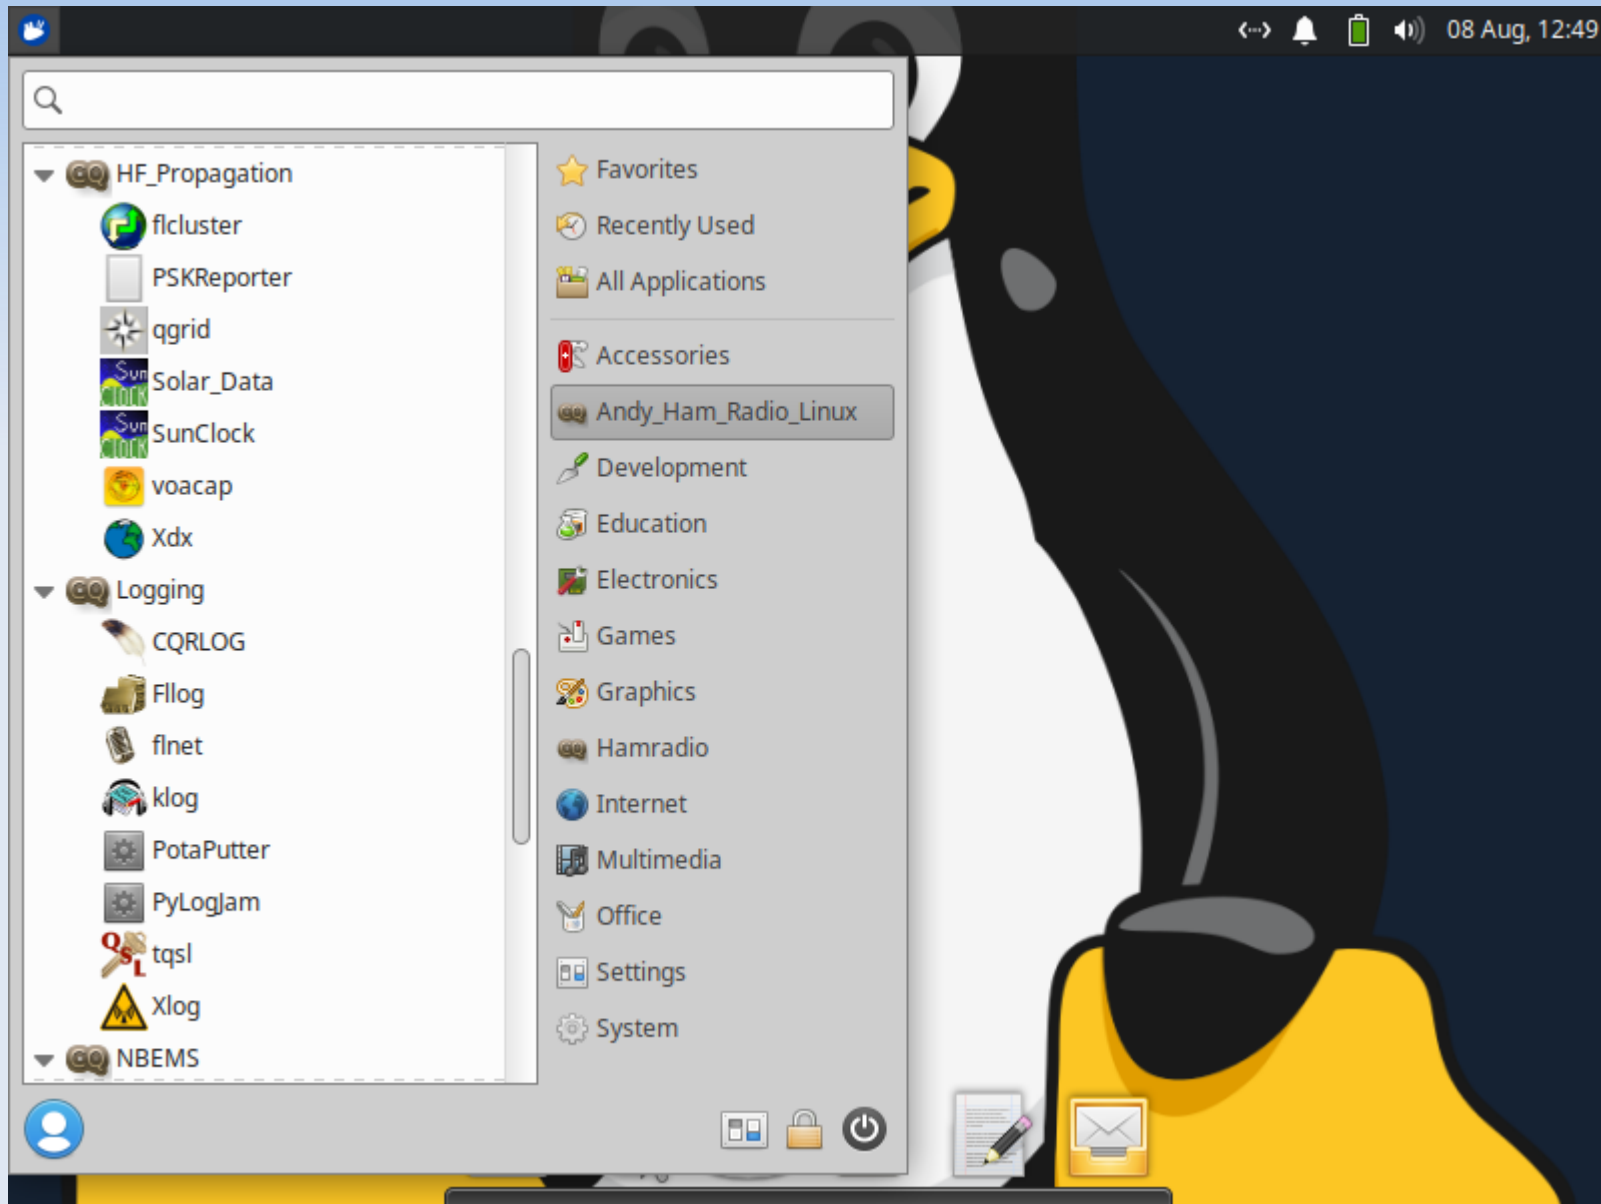 08 Aug, 12:49
HF_Propagation
flcluster
PSKReporter
qgrid
Solar_Data
SunClock
voacap
Xdx
Logging
CQRLOG
Fllog
flnet
klog
PotaPutter
PyLogJam
tqsl
Xlog
NBEMS
Favorites
Recently Used
All Applications
Accessories
Andy_Ham_Radio_Linux
Development
Education
Electronics
Games
Graphics
Hamradio
Internet
Multimedia
Office
Settings
System